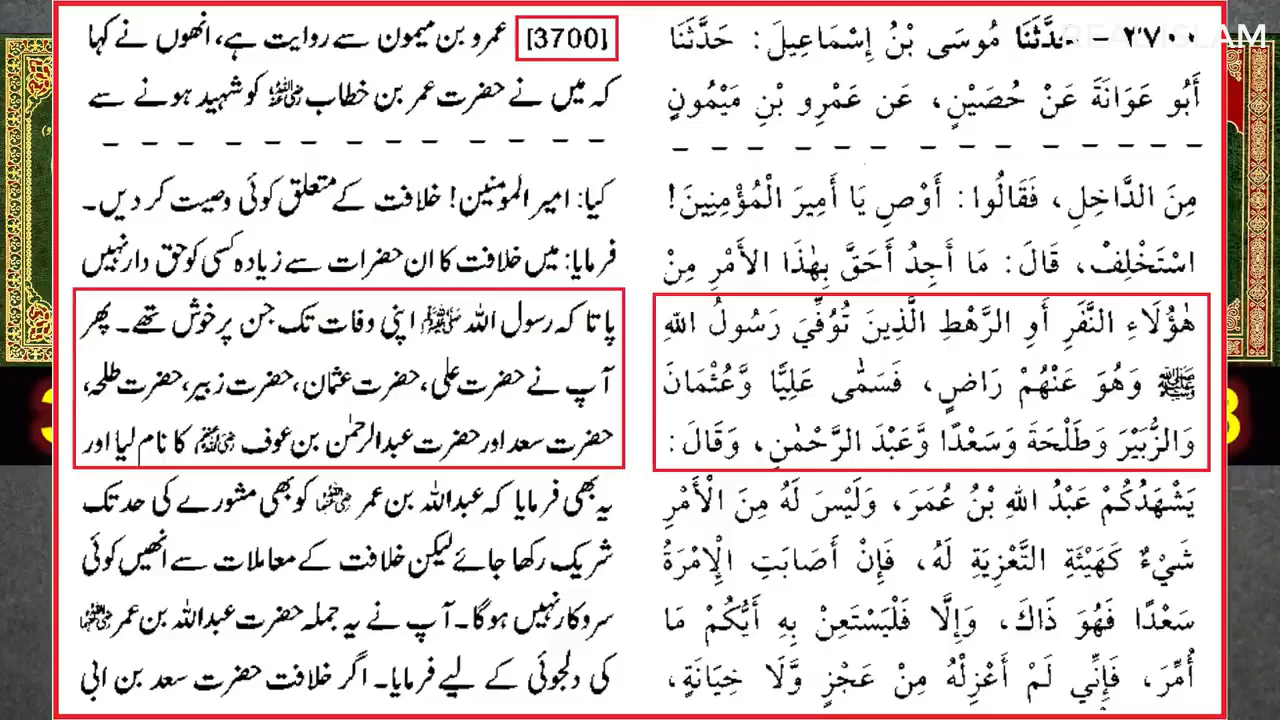 REAL ISLAM
٣٧٠٠ - حَدَّثَنَا مُوسَى بْنُ إِسْمَاعِيلَ: حَدَّثَنَا
أَبُو عَوَانَةَ عَنْ حُصَيْنٍ، عَن عَمْرِو بْنِ مَيْمُونٍ
مِنَ الدَّاخِلِ، فَقَالُوا: أَوْصِ يَا أَمِيرَ الْمُؤْمِنِينَ!
اسْتَخْلِفْ، قَالَ: مَا أَجِدُ أَحَقَّ بِهٰذَا الأَمْرِ مِنْ
هٰؤُلَاءِ النَّفَرِ أَوِ الرَّهْطِ الَّذِينَ تُوُفِّيَ رَسُولُ اللهِ
ﷺ وَهُوَ عَنْهُمْ رَاضٍ، فَسَمّٰى عَلِيًّا وَّعُثْمَانَ
وَالزُّبَيْرَ وَطَلْحَةَ وَسَعْدًا وَّعَبْدَ الرَّحْمٰنِ، وَقَالَ:
يَشْهَدُكُمْ عَبْدُ اللهِ بْنُ عُمَرَ، وَلَيْسَ لَهُ مِنَ الْأَمْرِ
شَيْءٌ كَهَيْئَةِ التَّعْزِيَةِ لَهُ، فَإِنْ أَصَابَتِ الْإِمْرَةُ
سَعْدًا فَهُوَ ذَاكَ، وَإِلَّا فَلْيَسْتَعِنْ بِهِ أَيُّكُمْ مَا
أُمِّرَ، فَإِنِّي لَمْ أَعْزِلْهُ مِنْ عَجْزٍ وَّلَا خِيَانَةٍ،
[3700] عمرو بن میمون سے روایت ہے، انھوں نے کہا
کہ میں نے حضرت عمر بن خطاب ؓ کو شہید ہونے سے
کیا: امیر المومنین! خلافت کے متعلق کوئی وصیت کر دیں۔
فرمایا: میں خلافت کا ان حضرات سے زیادہ کسی کو حق دار نہیں
پاتا کہ رسول اللہ ﷺ اپنی وفات تک جن پر خوش تھے۔ پھر
آپ نے حضرت علی، حضرت عثمان، حضرت زبیر، حضرت طلحہ،
حضرت سعد اور حضرت عبدالرحمٰن بن عوف ؓ کا نام لیا اور
یہ بھی فرمایا کہ عبداللہ بن عمر ؓ کو بھی مشورے کی حد تک
شریک رکھا جائے لیکن خلافت کے معاملات سے انھیں کوئی
سروکار نہیں ہوگا۔ آپ نے یہ جملہ حضرت عبداللہ بن عمر ؓ
کی دلجوئی کے لیے فرمایا۔ اگر خلافت حضرت سعد بن ابی